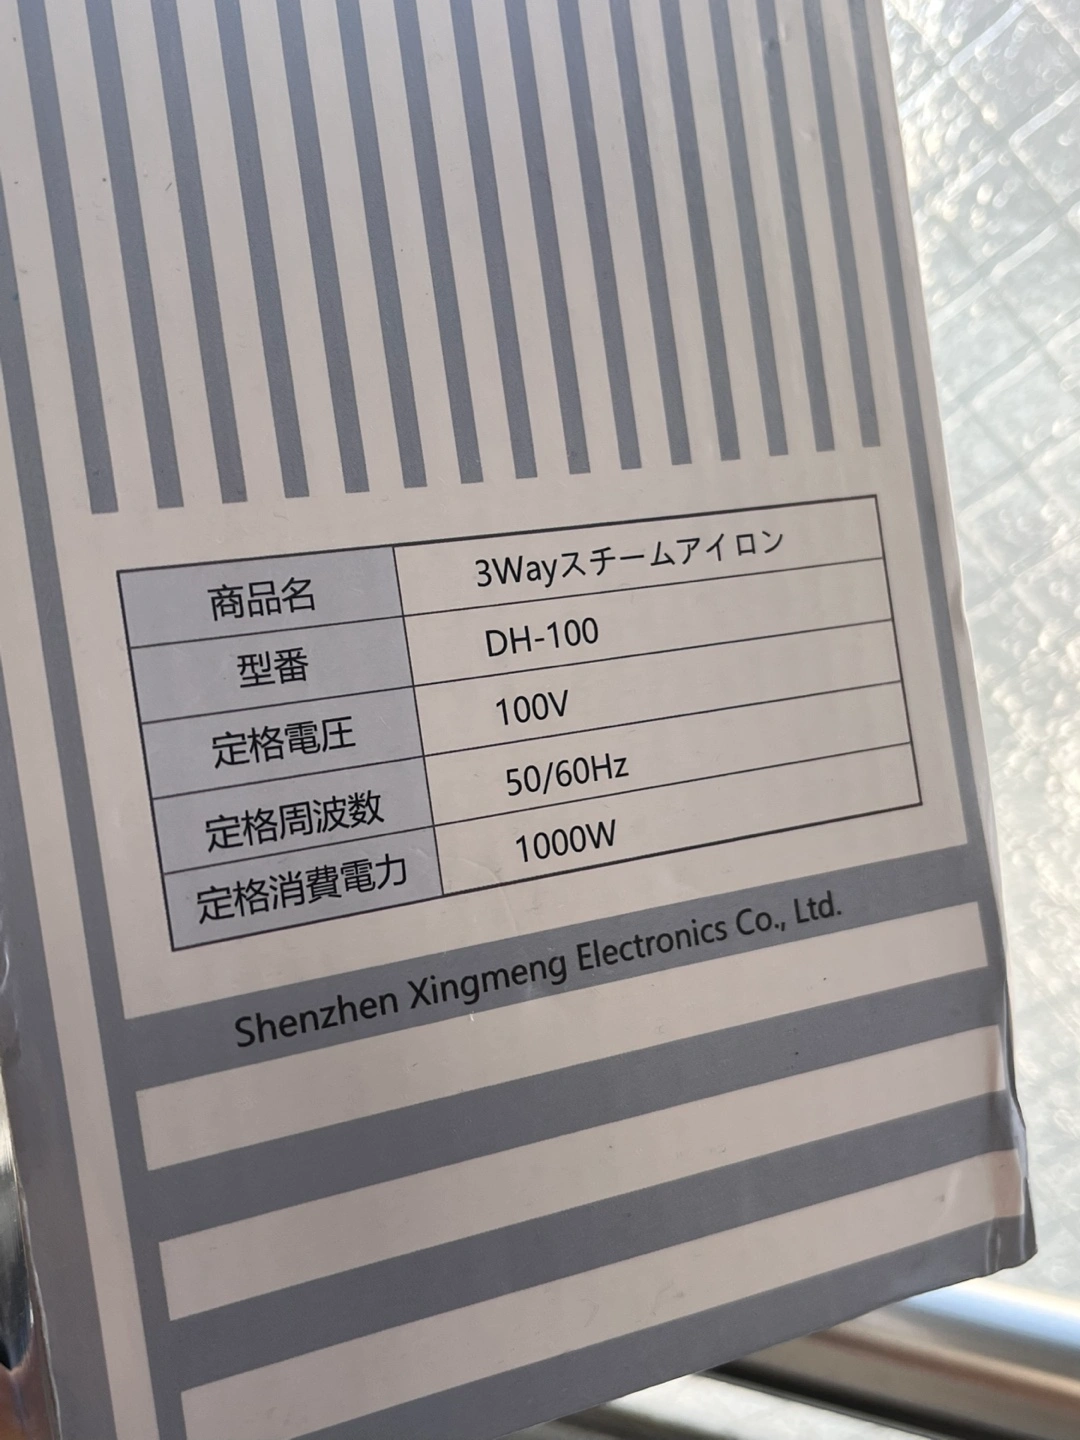 商品名 3Wayスチームアイロン
型番 DH-100
定格電圧 100V
定格周波数 50/60Hz
定格消費電力 1000W
Shenzhen Xingmeng Electronics Co., Ltd.